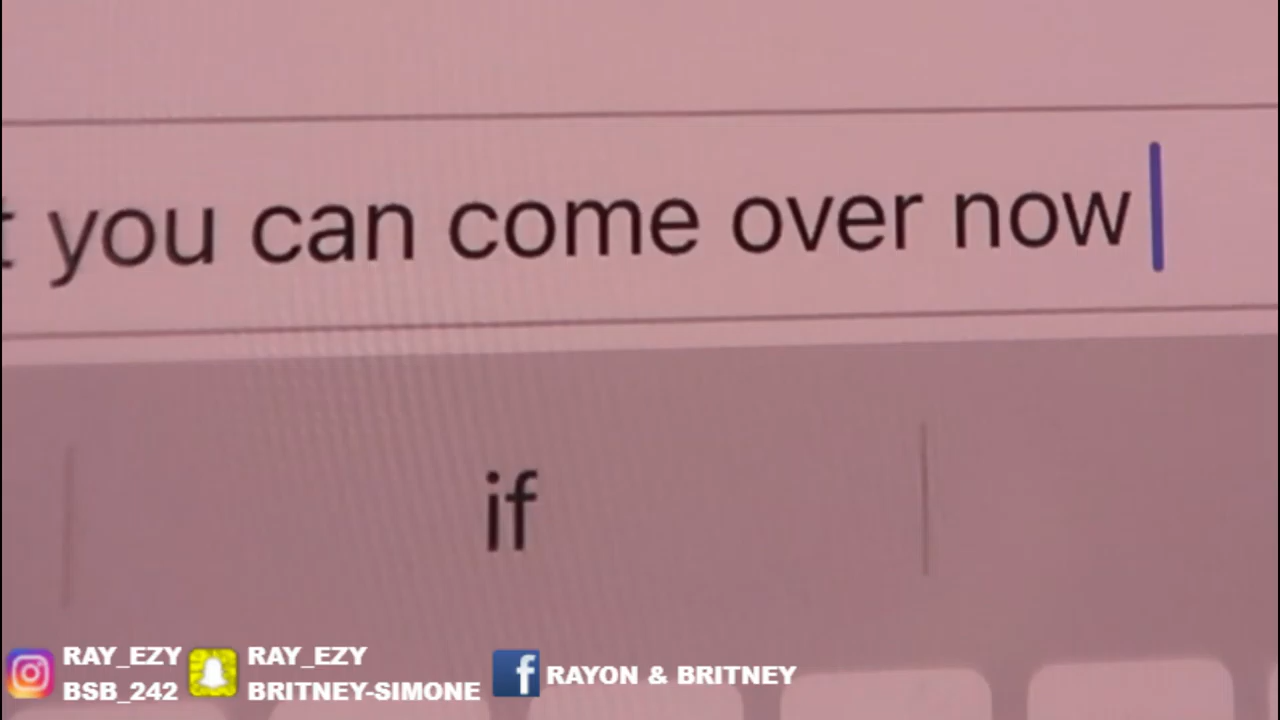 t you can come over now
if
RAY_EZY
BSB_242
RAY_EZY
BRITNEY-SIMONE
RAYON & BRITNEY